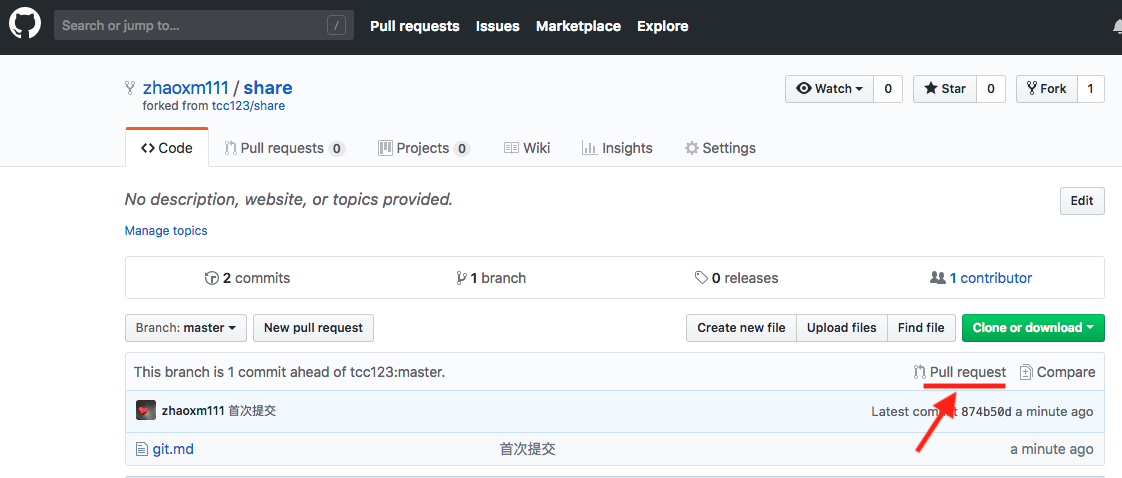 Search or jump to... /
Pull requests Issues Marketplace Explore
zhaoxm111 / share
forked from tcc123/share
Watch 0 Star 0 Fork 1
Code Pull requests 0 Projects 0 Wiki Insights Settings
No description, website, or topics provided.
Edit
Manage topics
2 commits 1 branch 0 releases 1 contributor
Branch: master New pull request Create new file Upload files Find file Clone or download
This branch is 1 commit ahead of tcc123:master. Pull request Compare
zhaoxm111 首次提交 Latest commit 874b50d a minute ago
git.md 首次提交 a minute ago